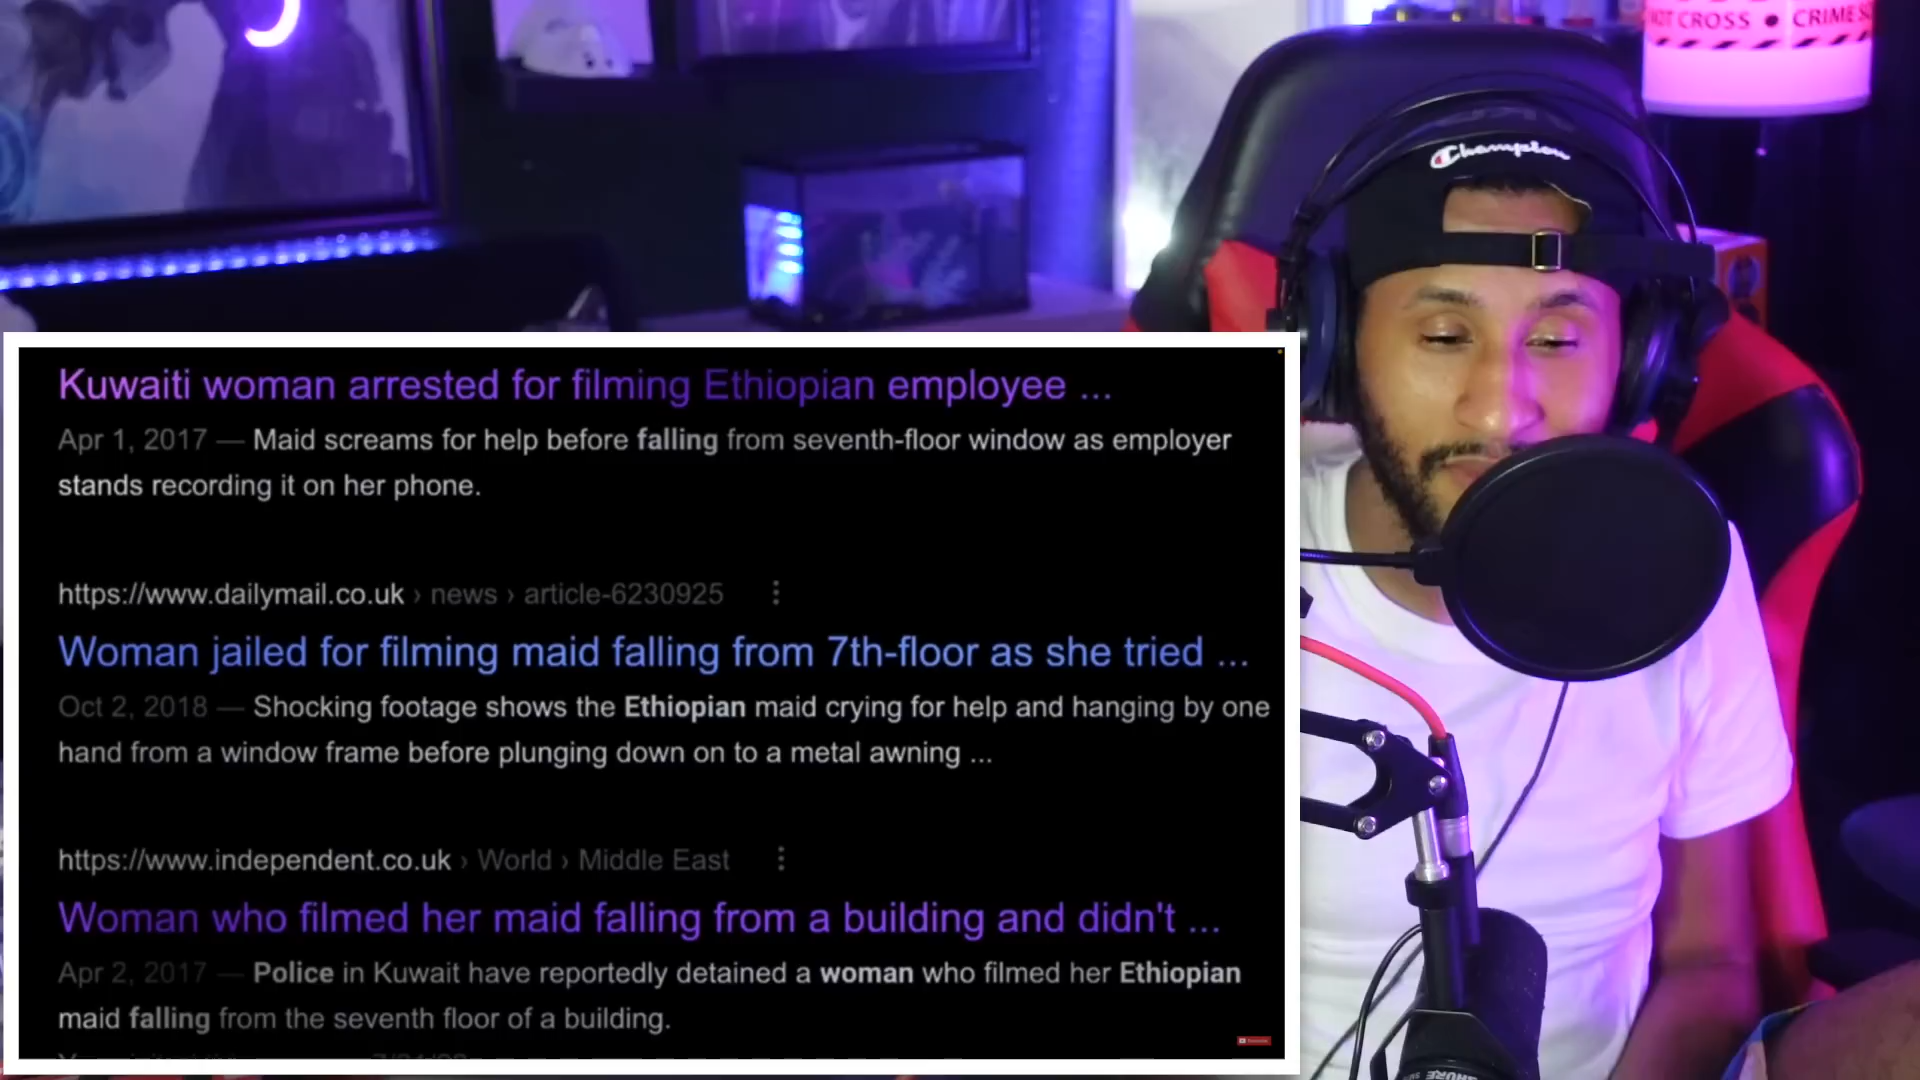 NOT CROSS ● CRIME SC
Champion
Kuwaiti woman arrested for filming Ethiopian employee ...
Apr 1, 2017 — Maid screams for help before falling from seventh-floor window as employer
stands recording it on her phone.
https://www.dailymail.co.uk › news › article-6230925
Woman jailed for filming maid falling from 7th-floor as she tried ...
Oct 2, 2018 — Shocking footage shows the Ethiopian maid crying for help and hanging by one
hand from a window frame before plunging down on to a metal awning ...
https://www.independent.co.uk › World › Middle East
Woman who filmed her maid falling from a building and didn't ...
Apr 2, 2017 — Police in Kuwait have reportedly detained a woman who filmed her Ethiopian
maid falling from the seventh floor of a building.
SHURE